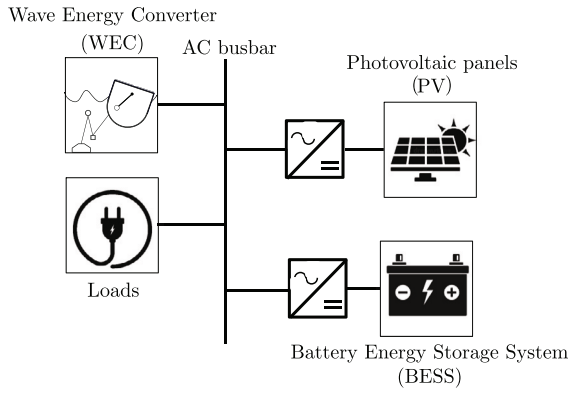 Wave Energy Converter
(WEC)
AC busbar
Photovoltaic panels
(PV)
Loads
Battery Energy Storage System
(BESS)